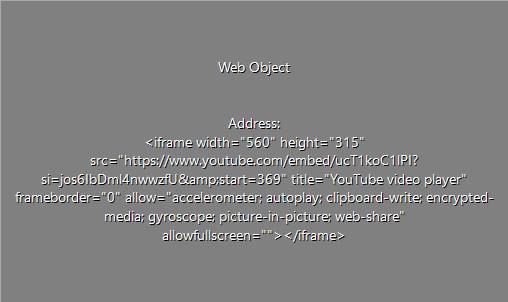 Web Object
Address:
<iframe width="560" height="315"
src="https://www.youtube.com/embed/ucT1koC1IPI?
si=jos6IbDml4nwwzfU&amp;start=369" title="YouTube video player"
frameborder="0" allow="accelerometer; autoplay; clipboard-write; encrypted-
media; gyroscope; picture-in-picture; web-share"
allowfullscreen=""></iframe>